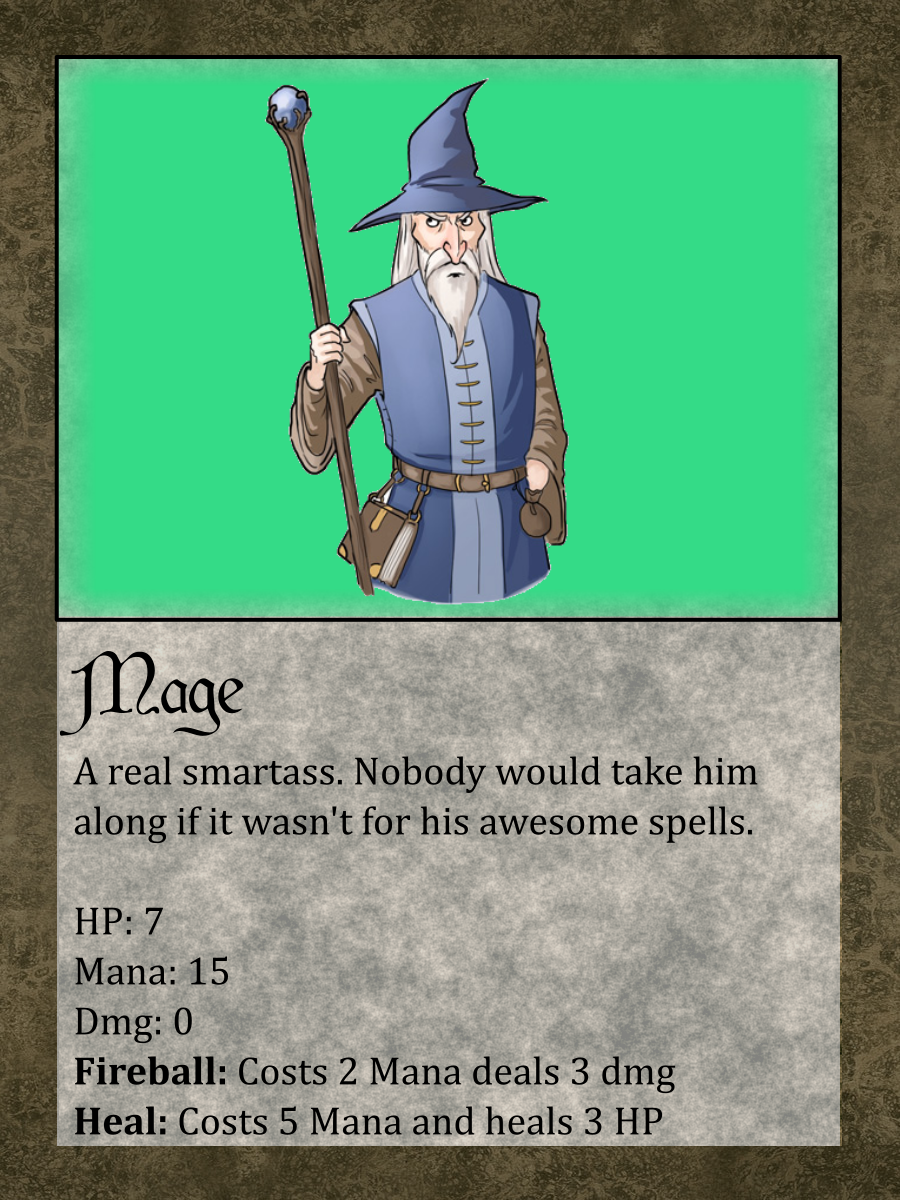 Mage
A real smartass. Nobody would take him
along if it wasn't for his awesome spells.
HP: 7
Mana: 15
Dmg: 0
Fireball: Costs 2 Mana deals 3 dmg
Heal: Costs 5 Mana and heals 3 HP